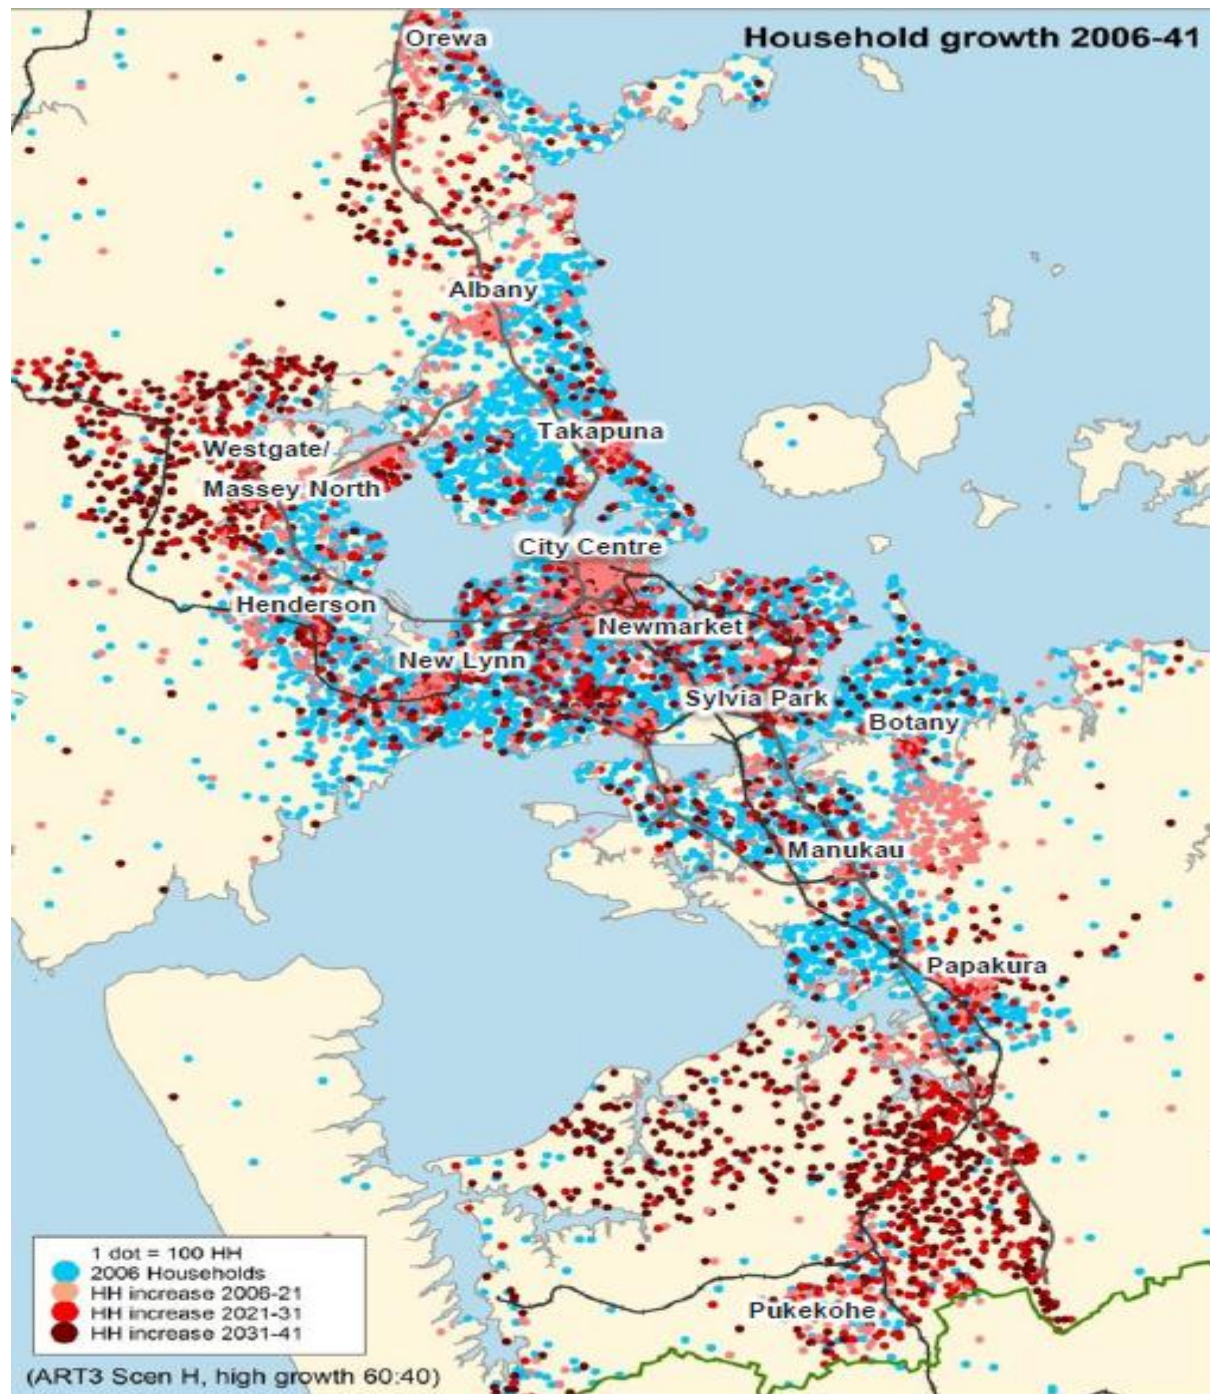 Household growth 2006-41
Orewa
Albany
Takapuna
Westgate/
Massey North
City Centre
Henderson
Newmarket
New Lynn
Sylvia Park
Botany
Manukau
Papakura
Pukekohe
1 dot = 100 HH
2006 Households
HH increase 2006-21
HH increase 2021-31
HH increase 2031-41
(ART3 Scen H, high growth 60:40)